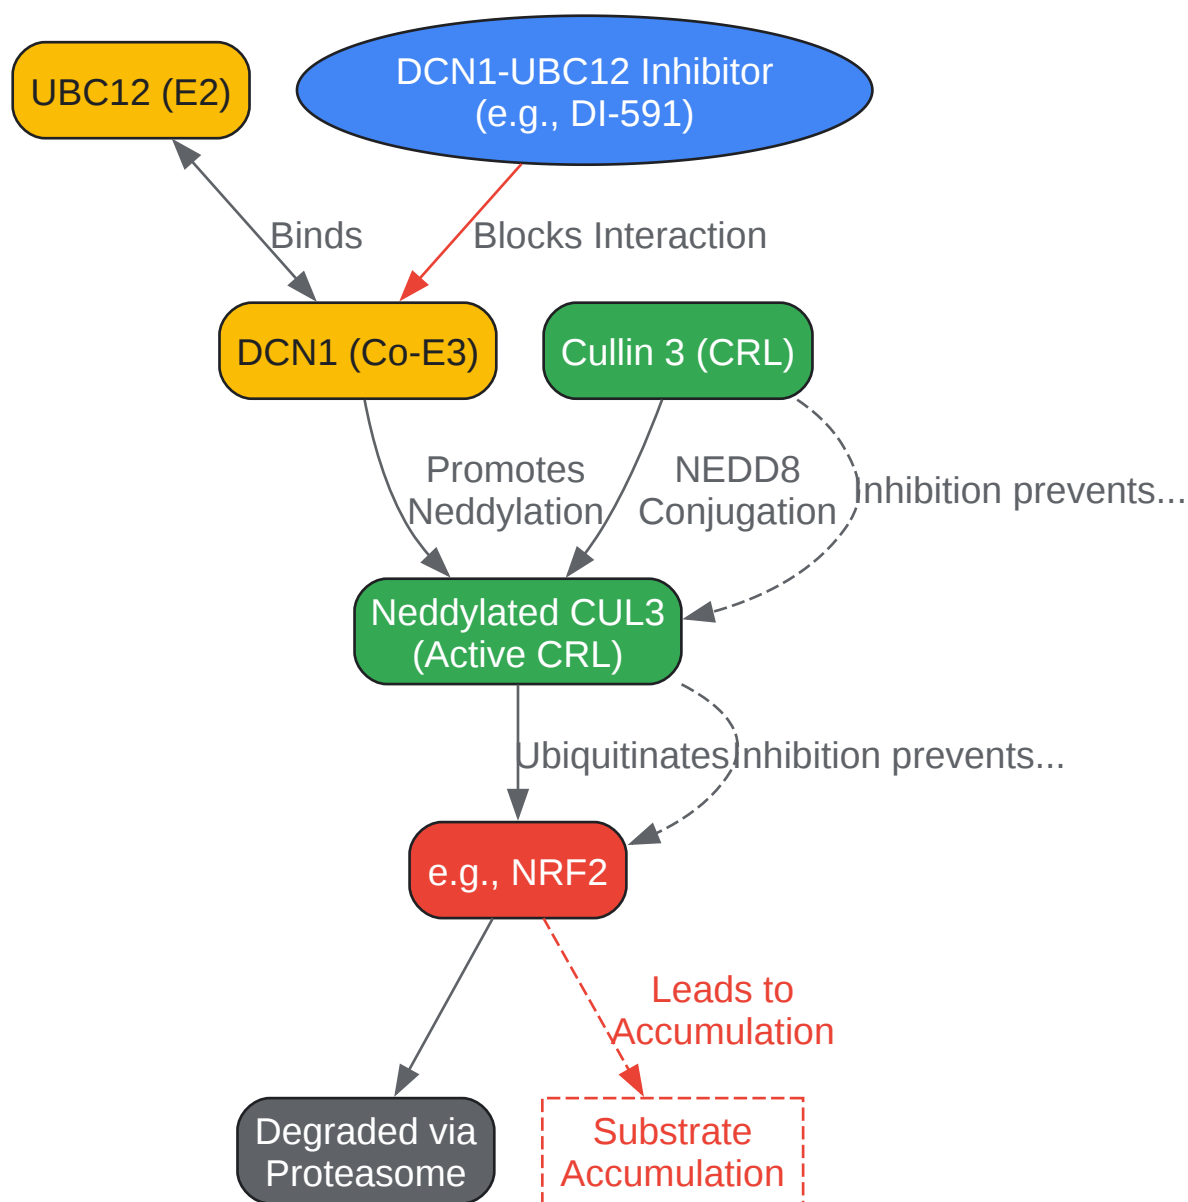 UBC12 (E2)
DCN1-UBC12 Inhibitor
(e.g., DI-591)
Binds
Blocks Interaction
DCN1 (Co-E3)
Cullin 3 (CRL)
Promotes
Neddylation
NEDD8
Conjugation
Inhibition prevents...
Neddylated CUL3
(Active CRL)
Ubiquitinates
Inhibition prevents...
e.g., NRF2
Leads to
Accumulation
Degraded via
Proteasome
Substrate
Accumulation